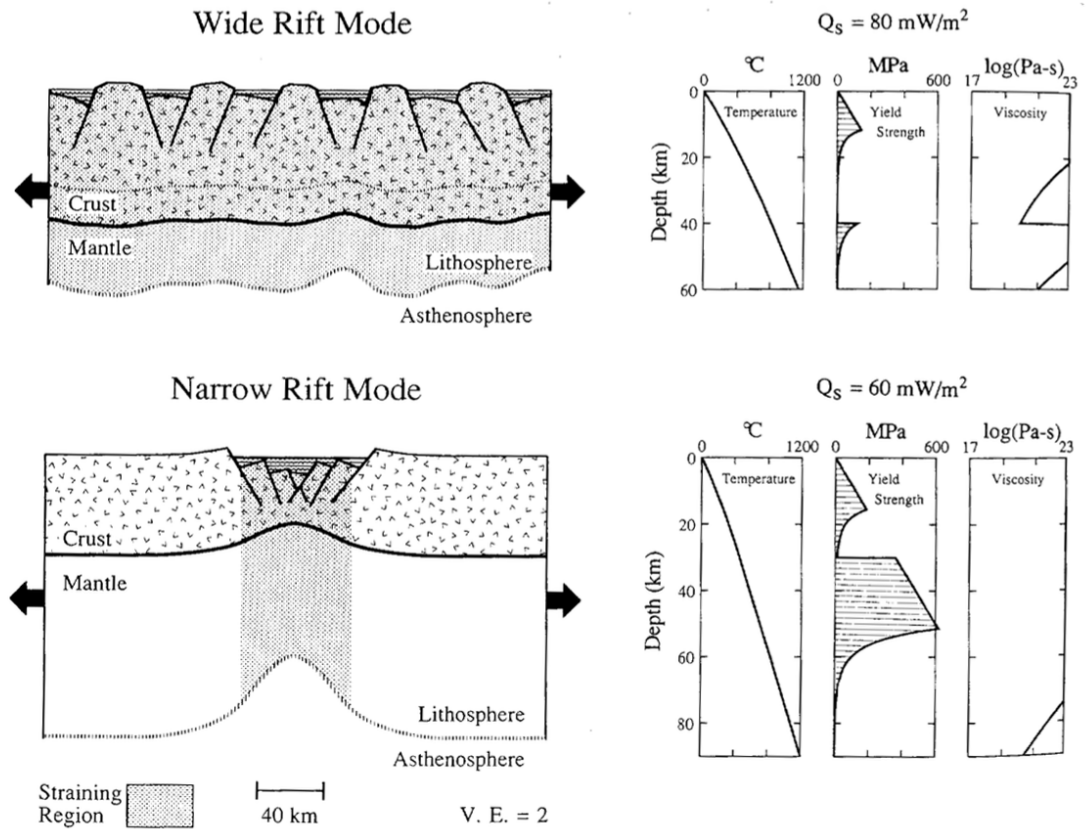 Wide Rift Mode
Crust
Mantle
Lithosphere
Asthenosphere
Qs = 80 mW/m²
°C
MPa
log(Pa-s)
0
1200
0
600
17
23
Temperature
Yield
Strength
Viscosity
0
20
40
60
Depth (km)
Narrow Rift Mode
Crust
Mantle
Lithosphere
Asthenosphere
Qs = 60 mW/m²
°C
MPa
log(Pa-s)
0
1200
0
600
17
23
Temperature
Yield
Strength
Viscosity
0
20
40
60
80
Depth (km)
Straining
Region
40 km
V. E. = 2